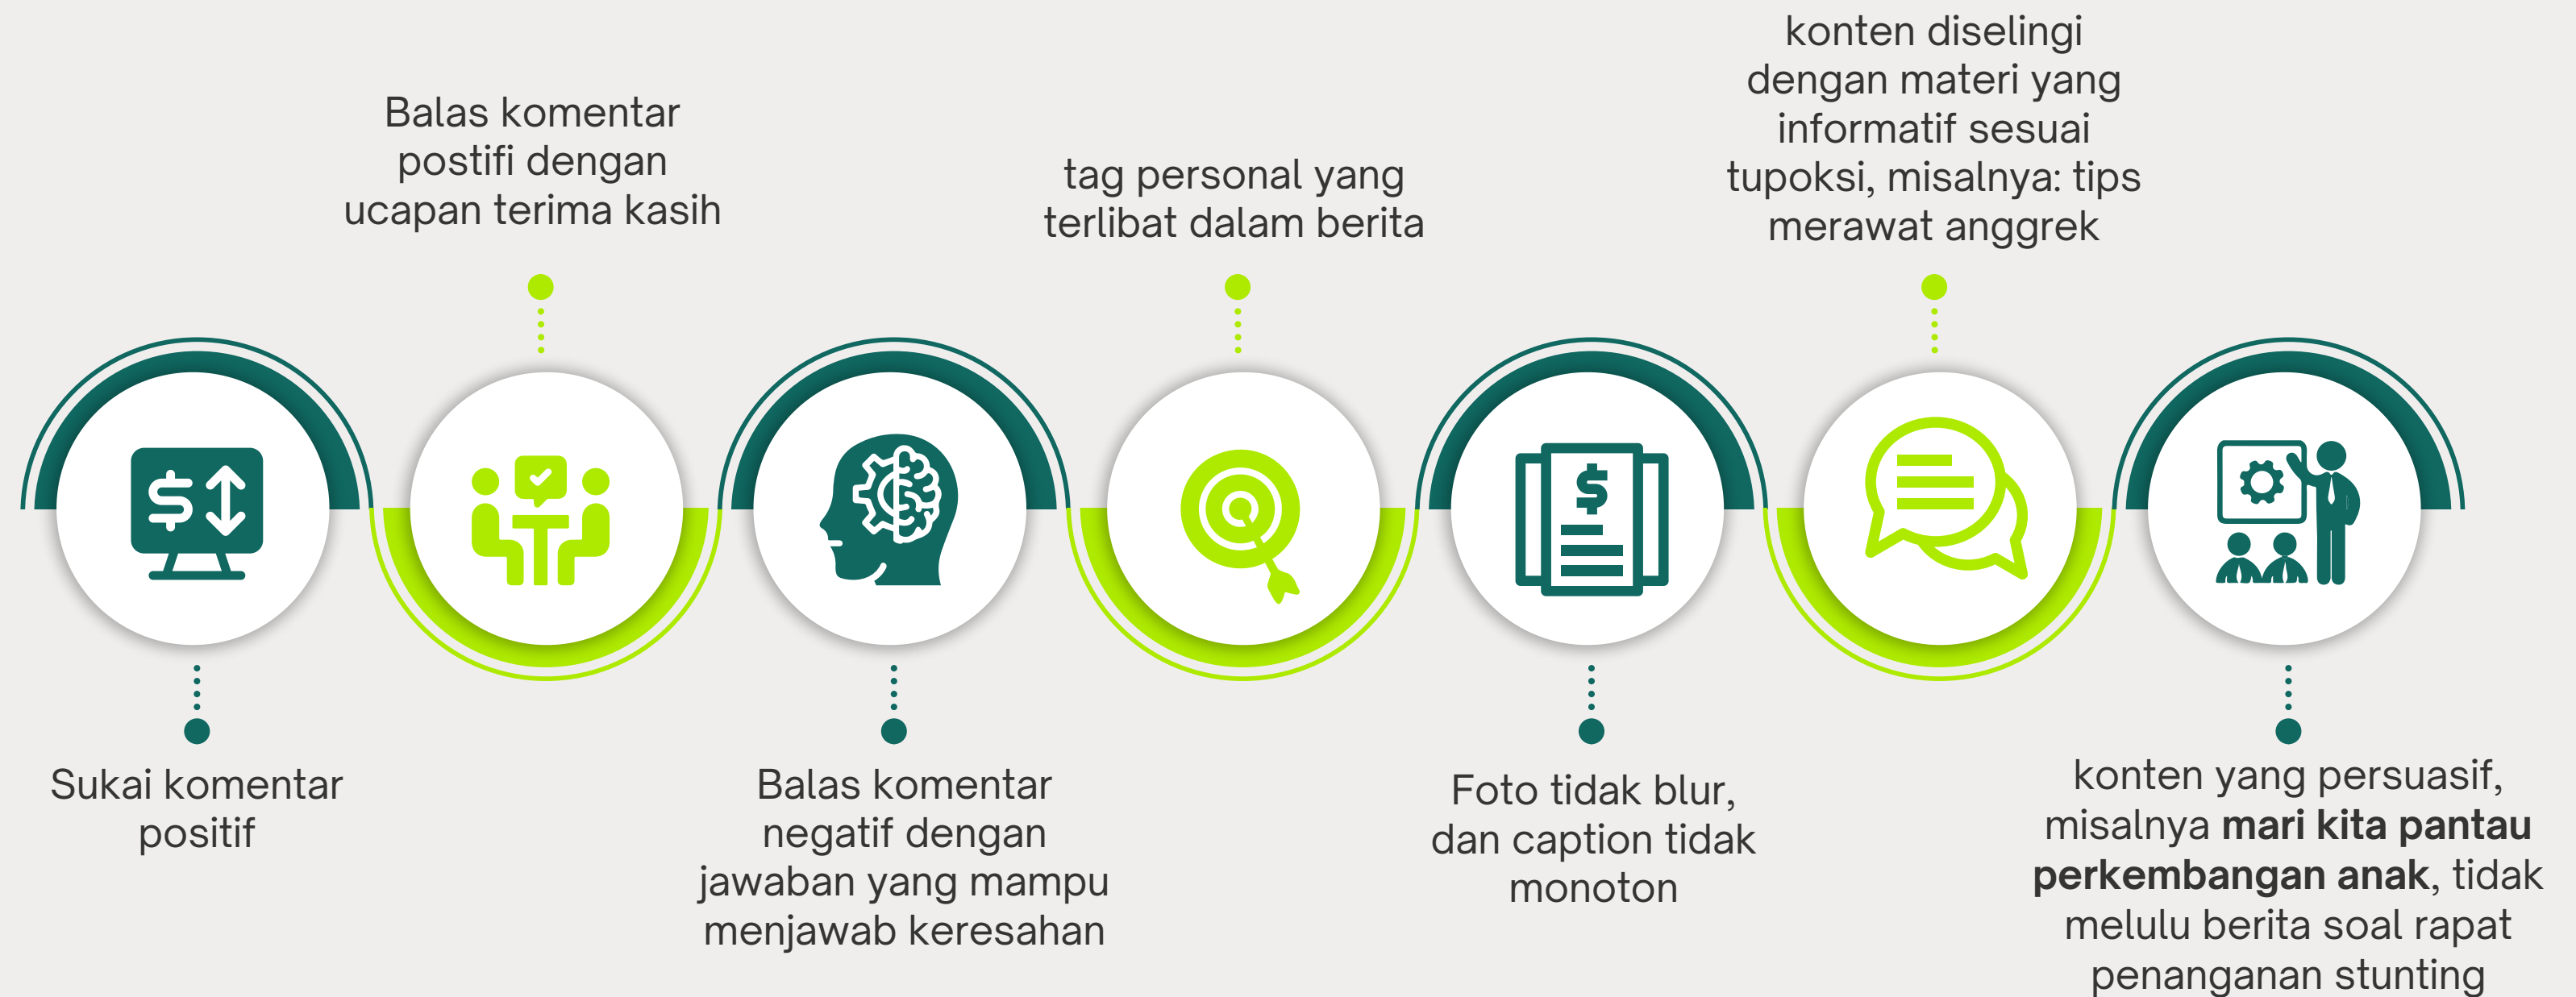 Sukai komentar
positif
Balas komentar
postifi dengan
ucapan terima kasih
Balas komentar
negatif dengan
jawaban yang mampu
menjawab keresahan
tag personal yang
terlibat dalam berita
Foto tidak blur,
dan caption tidak
monoton
konten diselingi
dengan materi yang
informatif sesuai
tupoksi, misalnya: tips
merawat anggrek
konten yang persuasif,
misalnya mari kita pantau
perkembangan anak, tidak
melulu berita soal rapat
penanganan stunting